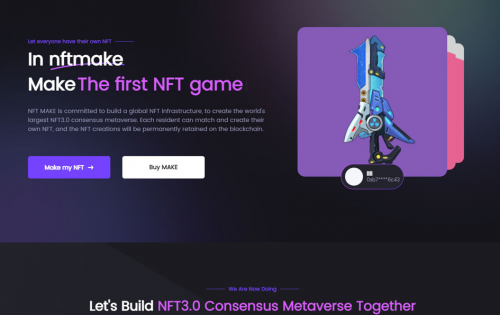 Let everyone have their own NFT
In nftmake
Make The first NFT game
NFT MAKE is committed to build a global NFT infrastructure, to create the world's
largest NFT3.0 consensus metaverse. Each resident can match and create their
own NFT, and the NFT creations will be permanently retained on the blockchain.
Make my NFT →
Buy MAKE
We Are Now Doing
Let's Build NFT3.0 Consensus Metaverse Together